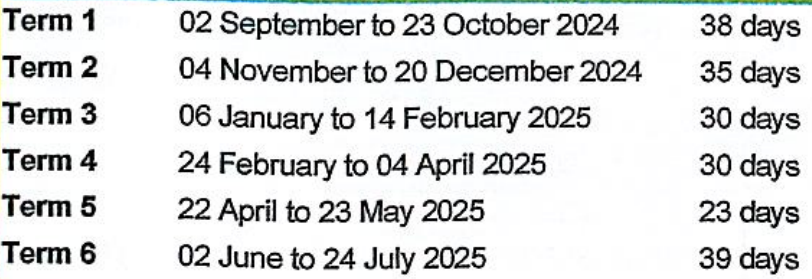 Term 1 02 September to 23 October 2024 38 days
Term 2 04 November to 20 December 2024 35 days
Term 3 06 January to 14 February 2025 30 days
Term 4 24 February to 04 April 2025 30 days
Term 5 22 April to 23 May 2025 23 days
Term 6 02 June to 24 July 2025 39 days